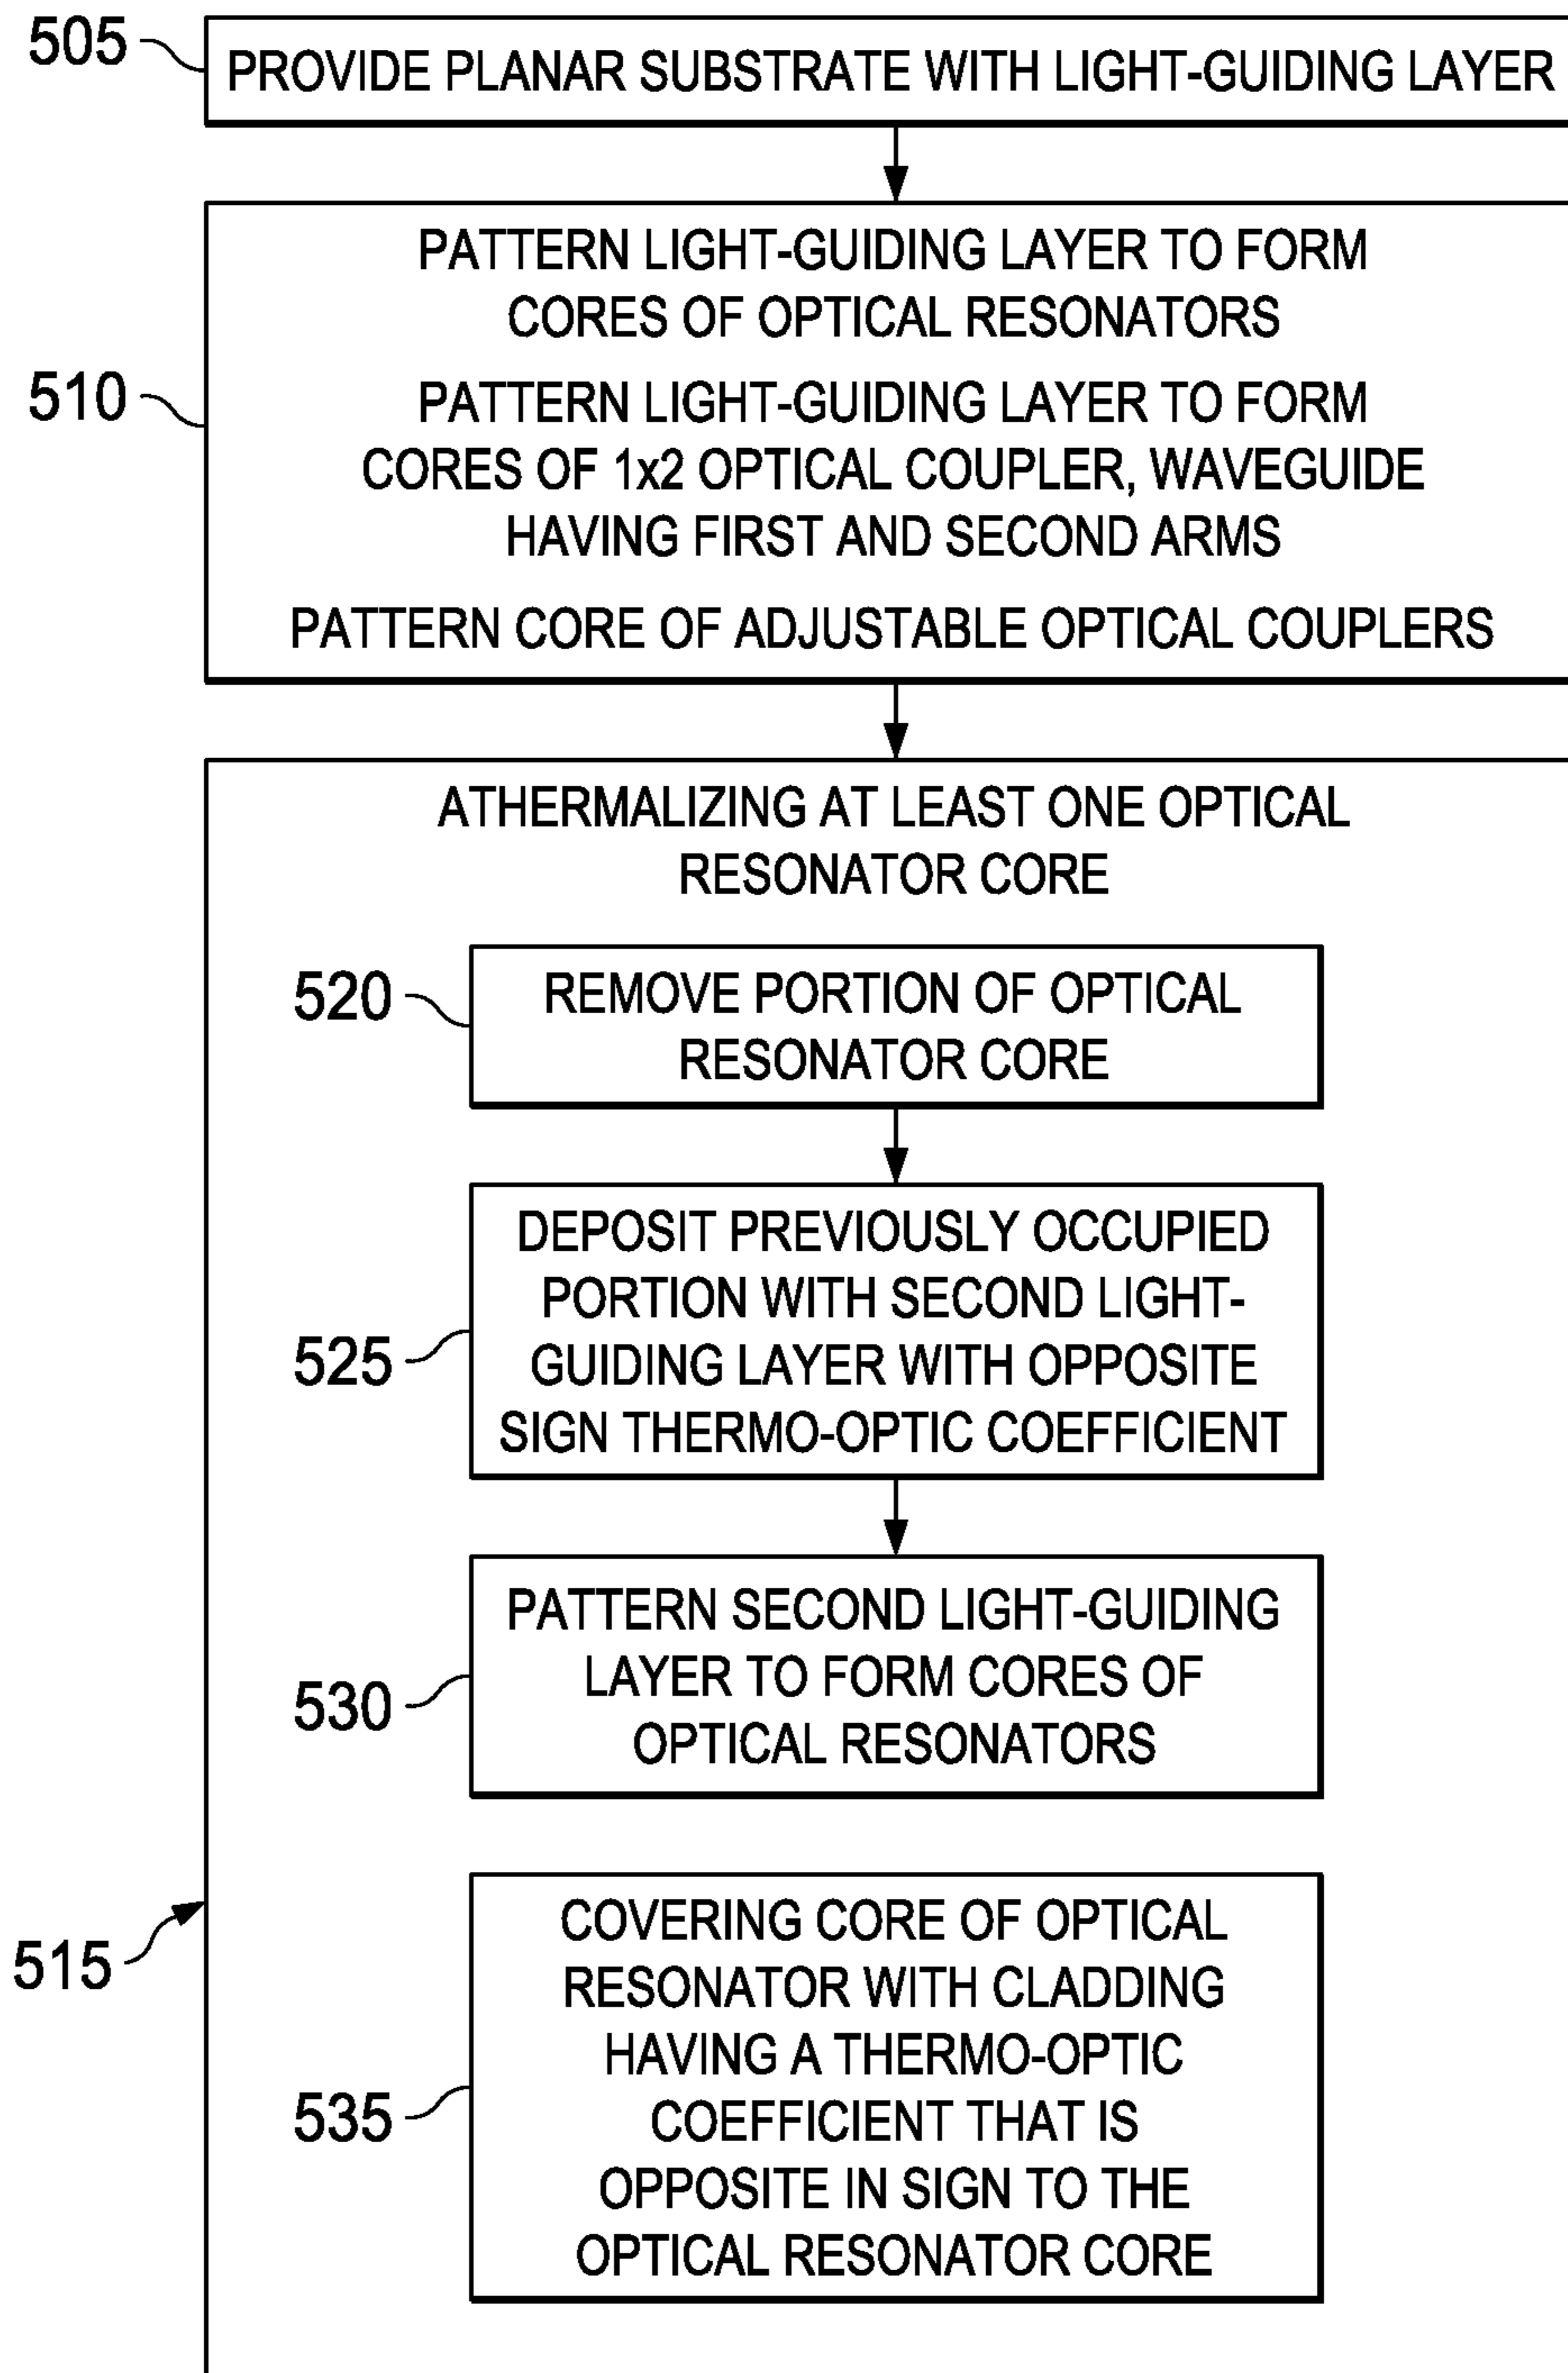 505
PROVIDE PLANAR SUBSTRATE WITH LIGHT-GUIDING LAYER
PATTERN LIGHT-GUIDING LAYER TO FORM
CORES OF OPTICAL RESONATORS
510
PATTERN LIGHT-GUIDING LAYER TO FORM
CORES OF 1x2 OPTICAL COUPLER, WAVEGUIDE
HAVING FIRST AND SECOND ARMS
PATTERN CORE OF ADJUSTABLE OPTICAL COUPLERS
ATHERMALIZING AT LEAST ONE OPTICAL
RESONATOR CORE
520
REMOVE PORTION OF OPTICAL
RESONATOR CORE
525
DEPOSIT PREVIOUSLY OCCUPIED
PORTION WITH SECOND LIGHT-
GUIDING LAYER WITH OPPOSITE
SIGN THERMO-OPTIC COEFFICIENT
530
PATTERN SECOND LIGHT-GUIDING
LAYER TO FORM CORES OF
OPTICAL RESONATORS
515
535
COVERING CORE OF OPTICAL
RESONATOR WITH CLADDING
HAVING A THERMO-OPTIC
COEFFICIENT THAT IS
OPPOSITE IN SIGN TO THE
OPTICAL RESONATOR CORE